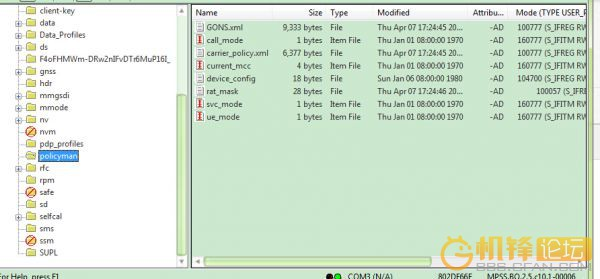 client-key
data
Data_Profiles
ds
F4oFHMWm-DRw2nIFvDTr6MuP16I_
gnss
hdr
mmgsdi
mmode
nv
nvm
pdp_profiles
policyman
rfc
rpm
safe
sd
selfcal
sms
ssm
SUPL
Name Size Type Modified Attribu... Mode (TYPE USER_
GONS.xml 9,333 bytes File Thu Apr 07 17:24:45 20... -AD 100777 (S_IFREG RW
call_mode 1 bytes Item File Thu Jan 01 08:00:00 1970 -AD 160777 (S_IFITM RW
carrier_policy.xml 6,377 bytes File Thu Apr 07 17:24:45 20... -AD 100777 (S_IFREG RW
current_mcc 4 bytes Item File Thu Jan 01 08:00:00 1970 -AD 160777 (S_IFITM RW
device_config 68 bytes File Sun Jan 06 08:00:00 1980 -AD 104700 (S_IFREG RW
rat_mask 28 bytes File Thu Apr 07 17:24:46 20... -AD 100057 (S_IFREG R
svc_mode 1 bytes Item File Thu Jan 01 08:00:00 1970 -AD 160777 (S_IFITM RW
ue_mode 1 bytes Item File Thu Jan 01 08:00:00 1970 -AD 160777 (S_IFITM RW
For Help, press F1 COM3 (N/A) 802DE66E MPSS.BO.2.5.c10.1-00006
机锋论坛
BBS.GFAN.COM